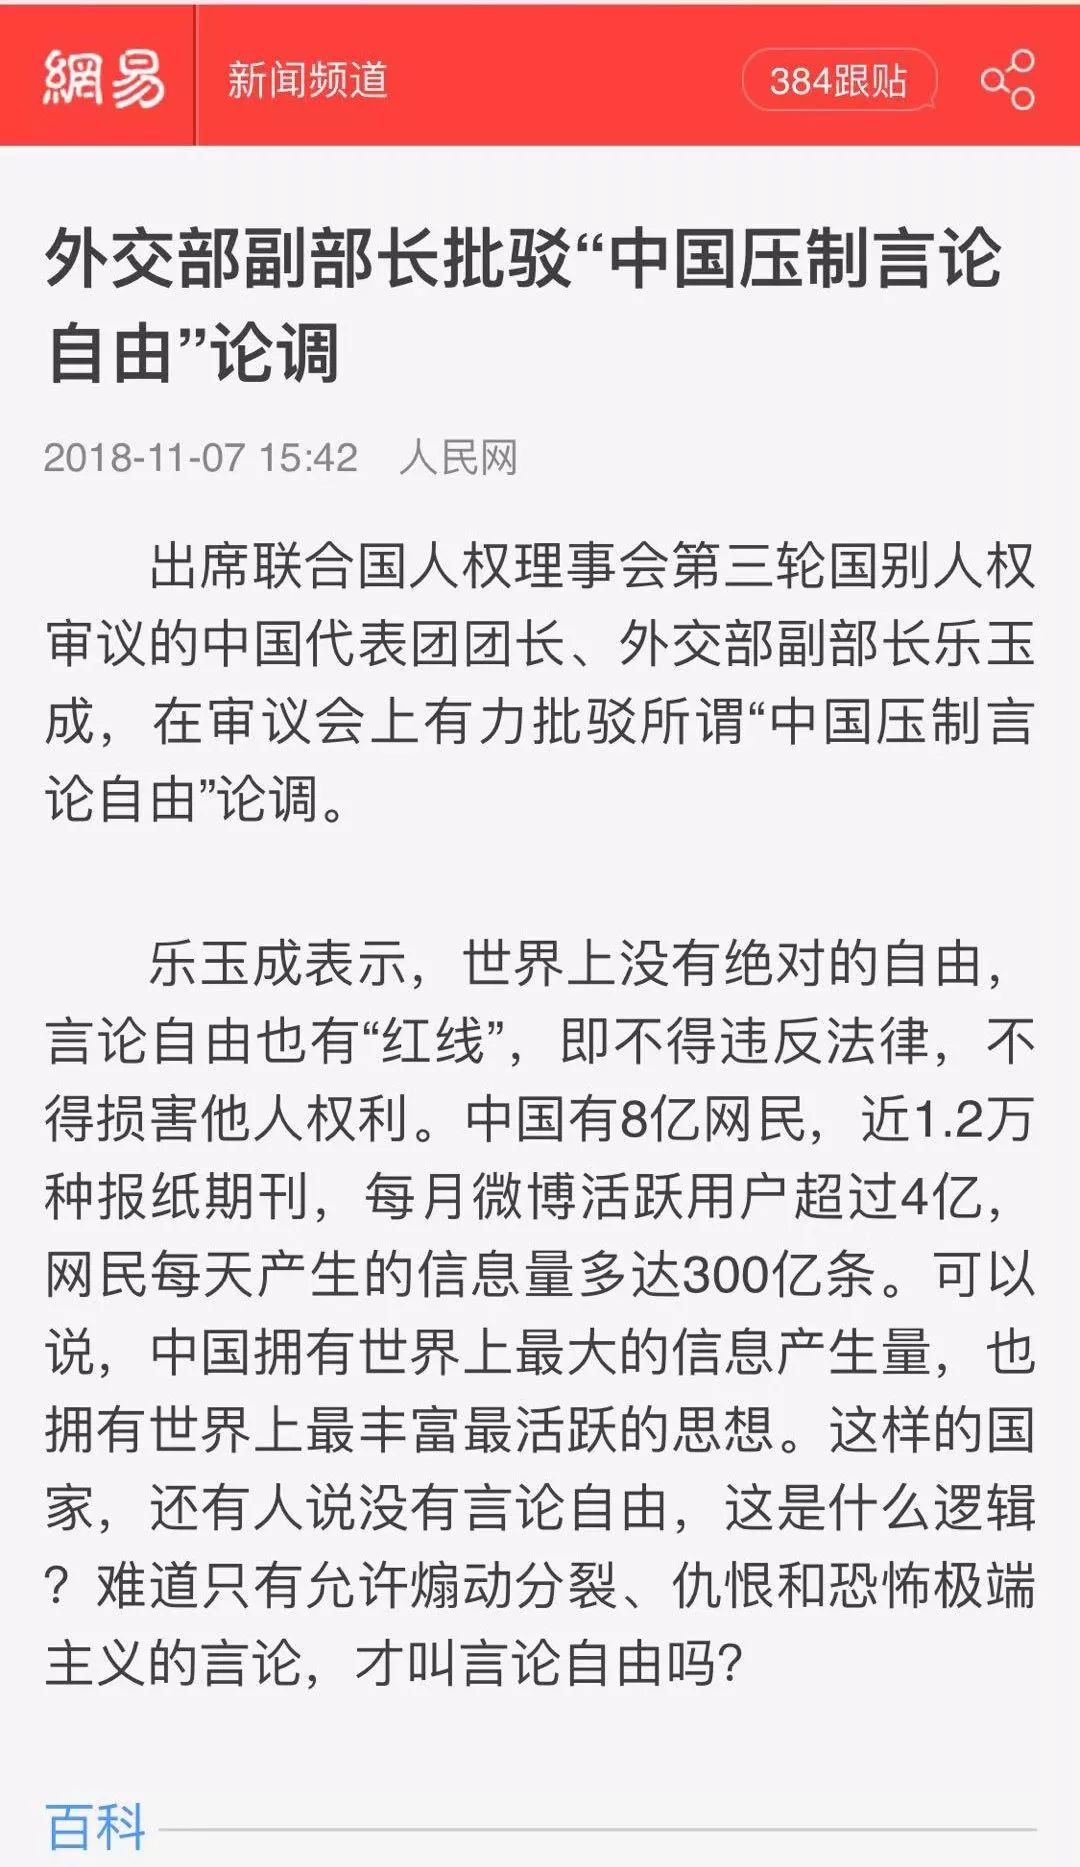 網易
新闻频道
384跟贴
外交部副部长批驳“中国压制言论
自由”论调
2018-11-07 15:42 人民网
出席联合国人权理事会第三轮国别人权
审议的中国代表团团长、外交部副部长乐玉
成，在审议会上有力批驳所谓“中国压制言
论自由”论调。
乐玉成表示，世界上没有绝对的自由，
言论自由也有“红线”，即不得违反法律，不
得损害他人权利。中国有8亿网民，近1.2万
种报纸期刊，每月微博活跃用户超过4亿，
网民每天产生的信息量多达300亿条。可以
说，中国拥有世界上最大的信息产生量，也
拥有世界上最丰富最活跃的思想。这样的国
家，还有人说没有言论自由，这是什么逻辑
？难道只有允许煽动分裂、仇恨和恐怖极端
主义的言论，才叫言论自由吗？
百科